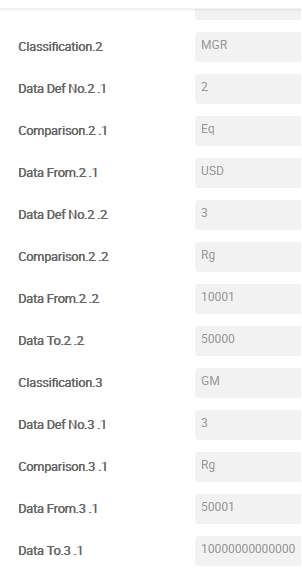 Classification.2 MGR
Data Def No.2 .1 2
Comparison.2 .1 Eq
Data From.2 .1 USD
Data Def No.2 .2 3
Comparison.2 .2 Rg
Data From.2 .2 10001
Data To.2 .2 50000
Classification.3 GM
Data Def No.3 .1 3
Comparison.3 .1 Rg
Data From.3 .1 50001
Data To.3 .1 10000000000000